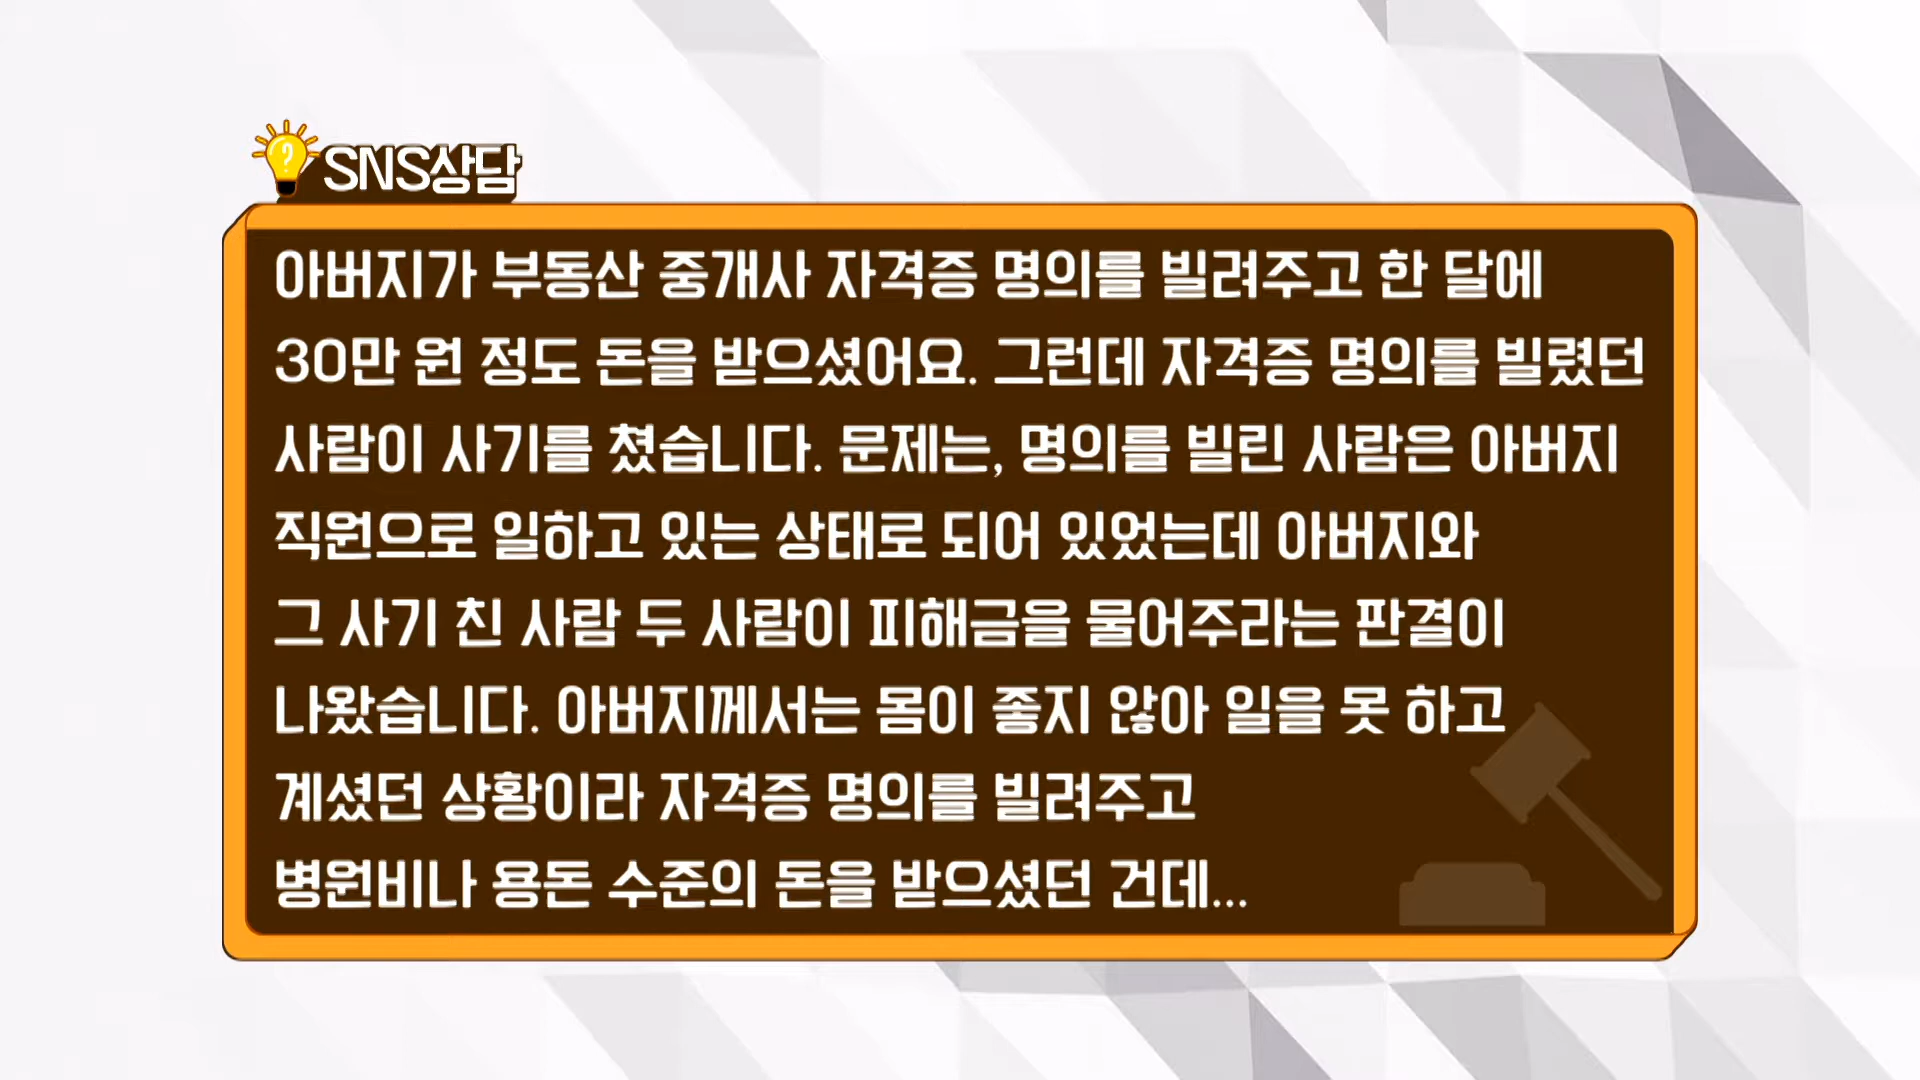 SNS상담
아버지가 부동산 중개사 자격증 명의를 빌려주고 한 달에
30만 원 정도 돈을 받으셨어요. 그런데 자격증 명의를 빌렸던
사람이 사기를 쳤습니다. 문제는, 명의를 빌린 사람은 아버지
직원으로 일하고 있는 상태로 되어 있었는데 아버지와
그 사기 친 사람 두 사람이 피해금을 물어주라는 판결이
나왔습니다. 아버지께서는 몸이 좋지 않아 일을 못 하고
계셨던 상황이라 자격증 명의를 빌려주고
병원비나 용돈 수준의 돈을 받으셨던 건데...